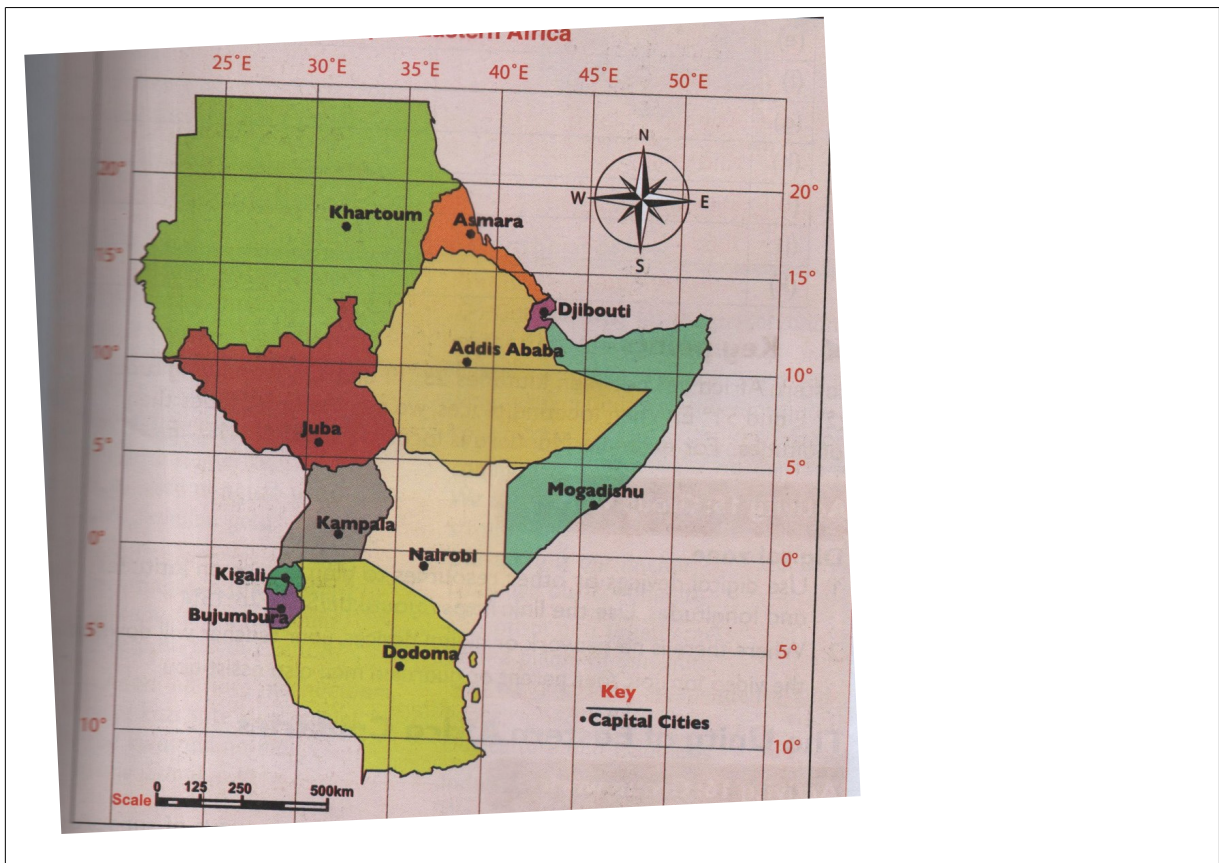 Eastern Africa
25°E 30°E 35°E 40°E 45°E 50°E
N
W E
S
20° 20°
15° 15°
10° 10°
5° 5°
0° 0°
5° 5°
10° 10°
Khartoum
Asmara
Djibouti
Addis Ababa
Juba
Mogadishu
Kampala
Nairobi
Kigali
Bujumbura
Dodoma
Key
•Capital Cities
Scale 0 125 250 500km